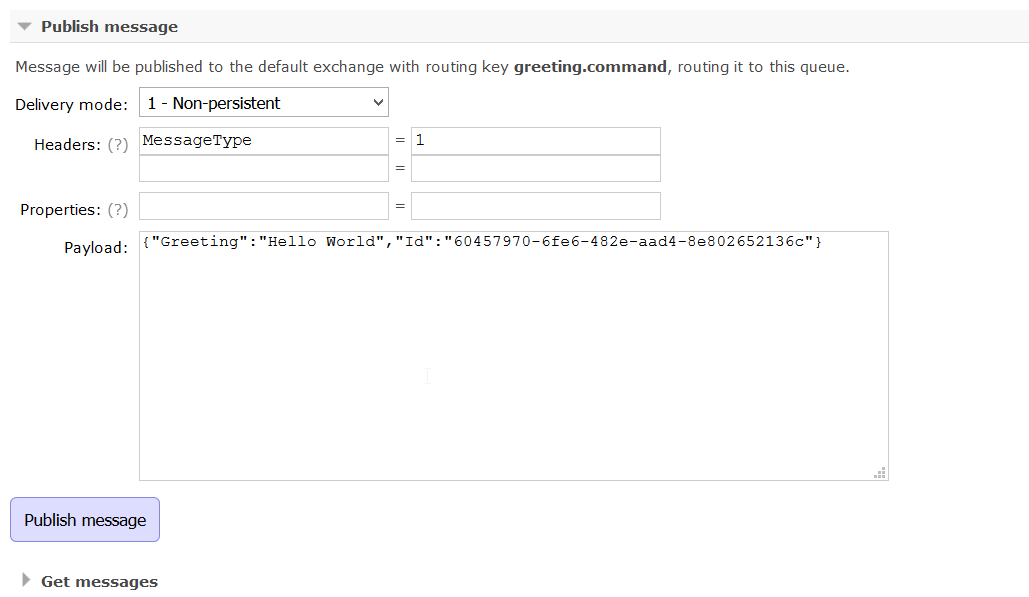 Publish message
Message will be published to the default exchange with routing key greeting.command, routing it to this queue.
Delivery mode: 1 - Non-persistent
Headers: (?) MessageType = 1
=
Properties: (?) =
Payload: {"Greeting":"Hello World","Id":"60457970-6fe6-482e-aad4-8e802652136c"}
Publish message
Get messages